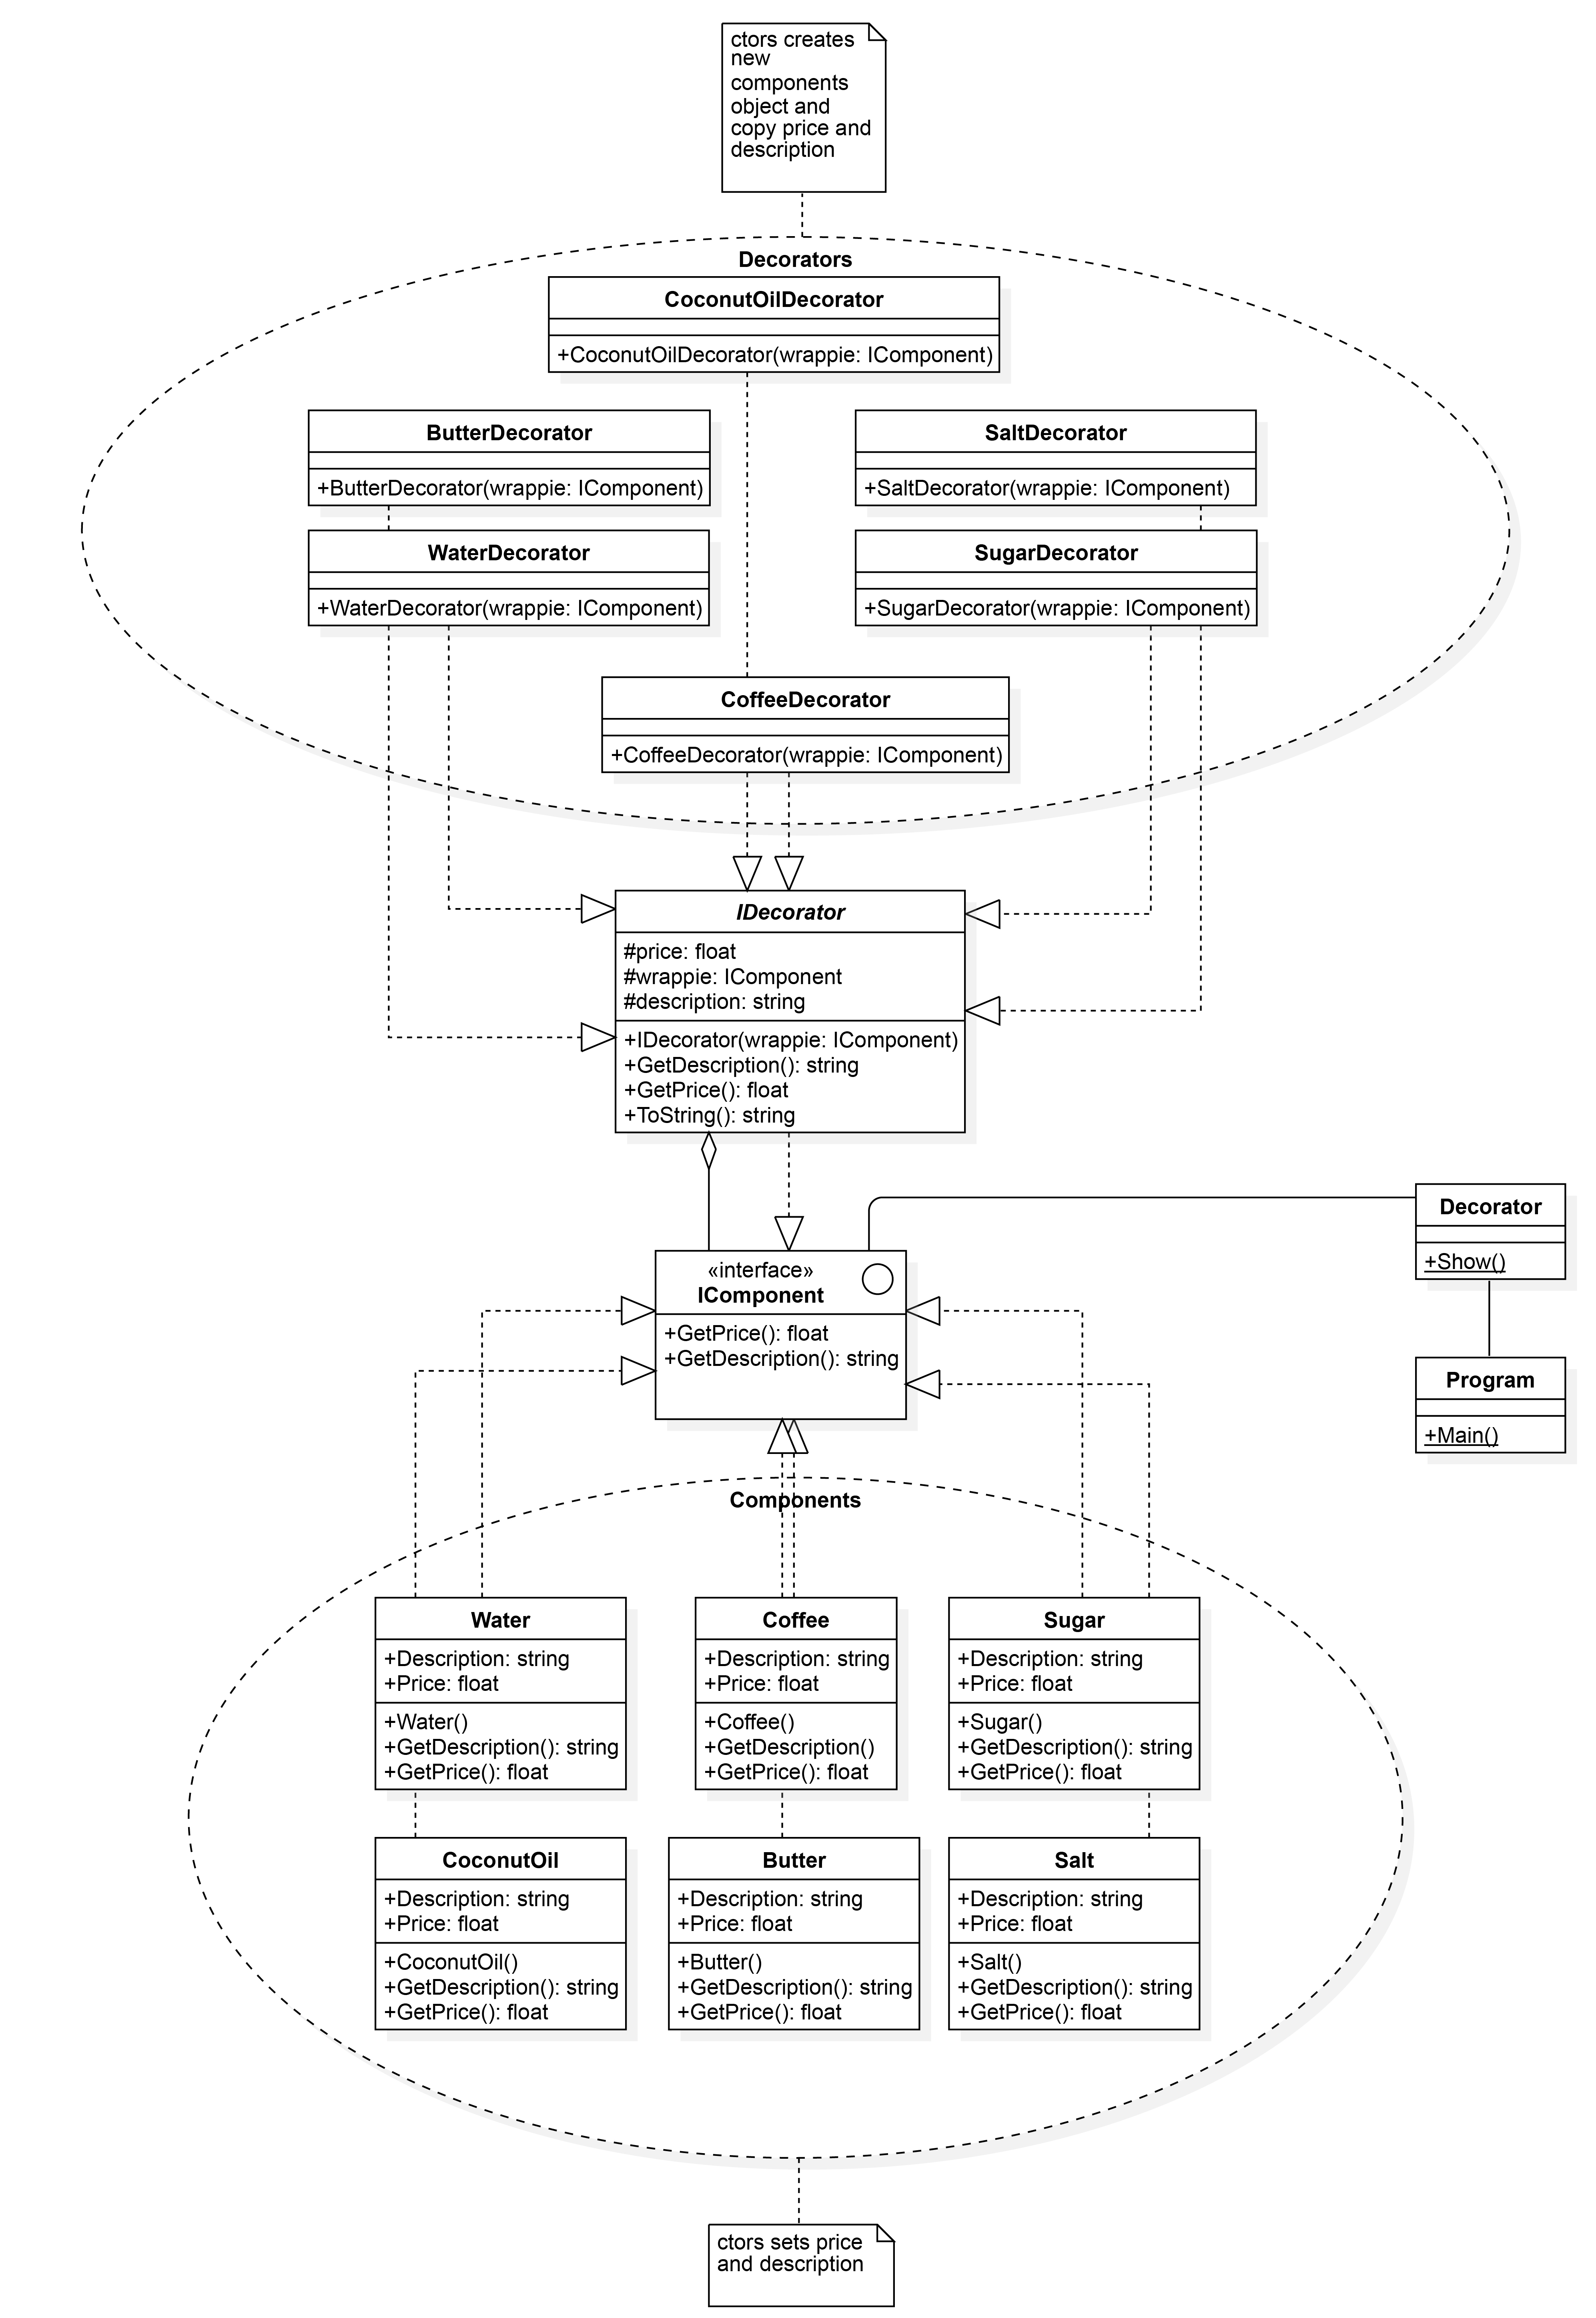 ctors creates
new
components
object and
copy price and
description
Decorators
CoconutOilDecorator
+CoconutOilDecorator(wrappie: IComponent)
ButterDecorator
+ButterDecorator(wrappie: IComponent)
SaltDecorator
+SaltDecorator(wrappie: IComponent)
WaterDecorator
+WaterDecorator(wrappie: IComponent)
SugarDecorator
+SugarDecorator(wrappie: IComponent)
CoffeeDecorator
+CoffeeDecorator(wrappie: IComponent)
IDecorator
#price: float
#wrappie: IComponent
#description: string
+IDecorator(wrappie: IComponent)
+GetDescription(): string
+GetPrice(): float
+ToString(): string
«interface»
IComponent
+GetPrice(): float
+GetDescription(): string
Decorator
+Show()
Program
+Main()
Components
Water
+Description: string
+Price: float
+Water()
+GetDescription(): string
+GetPrice(): float
Coffee
+Description: string
+Price: float
+Coffee()
+GetDescription()
+GetPrice(): float
Sugar
+Description: string
+Price: float
+Sugar()
+GetDescription(): string
+GetPrice(): float
CoconutOil
+Description: string
+Price: float
+CoconutOil()
+GetDescription(): string
+GetPrice(): float
Butter
+Description: string
+Price: float
+Butter()
+GetDescription(): string
+GetPrice(): float
Salt
+Description: string
+Price: float
+Salt()
+GetDescription(): string
+GetPrice(): float
ctors sets price
and description